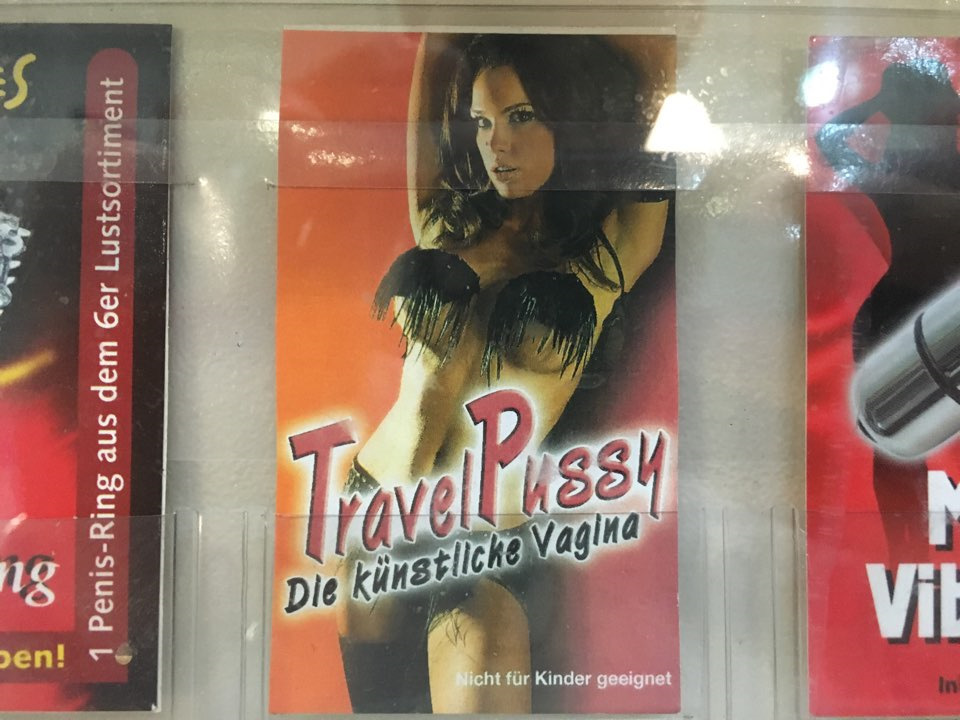 1 Penis-Ring aus dem 6er Lustsortiment
TravelPussy
Die künstliche Vagina
Nicht für Kinder geeignet